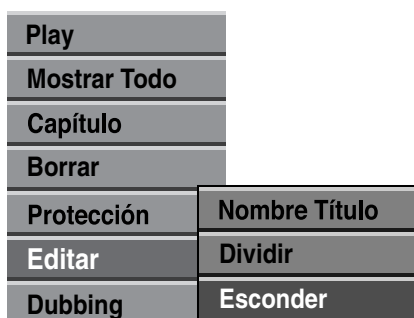 Play
Mostrar Todo
Capítulo
Borrar
Protección
Editar
Dubbing
Nombre Título
Dividir
Esconder